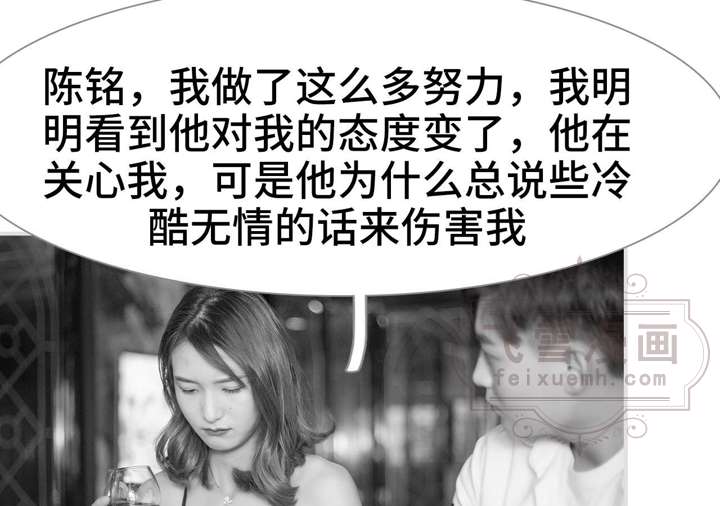 陈铭，我做了这么多努力，我明
明看到他对我的态度变了，他在
关心我，可是他为什么总说些冷
酷无情的话来伤害我
飞雪漫画
feixuemh.com